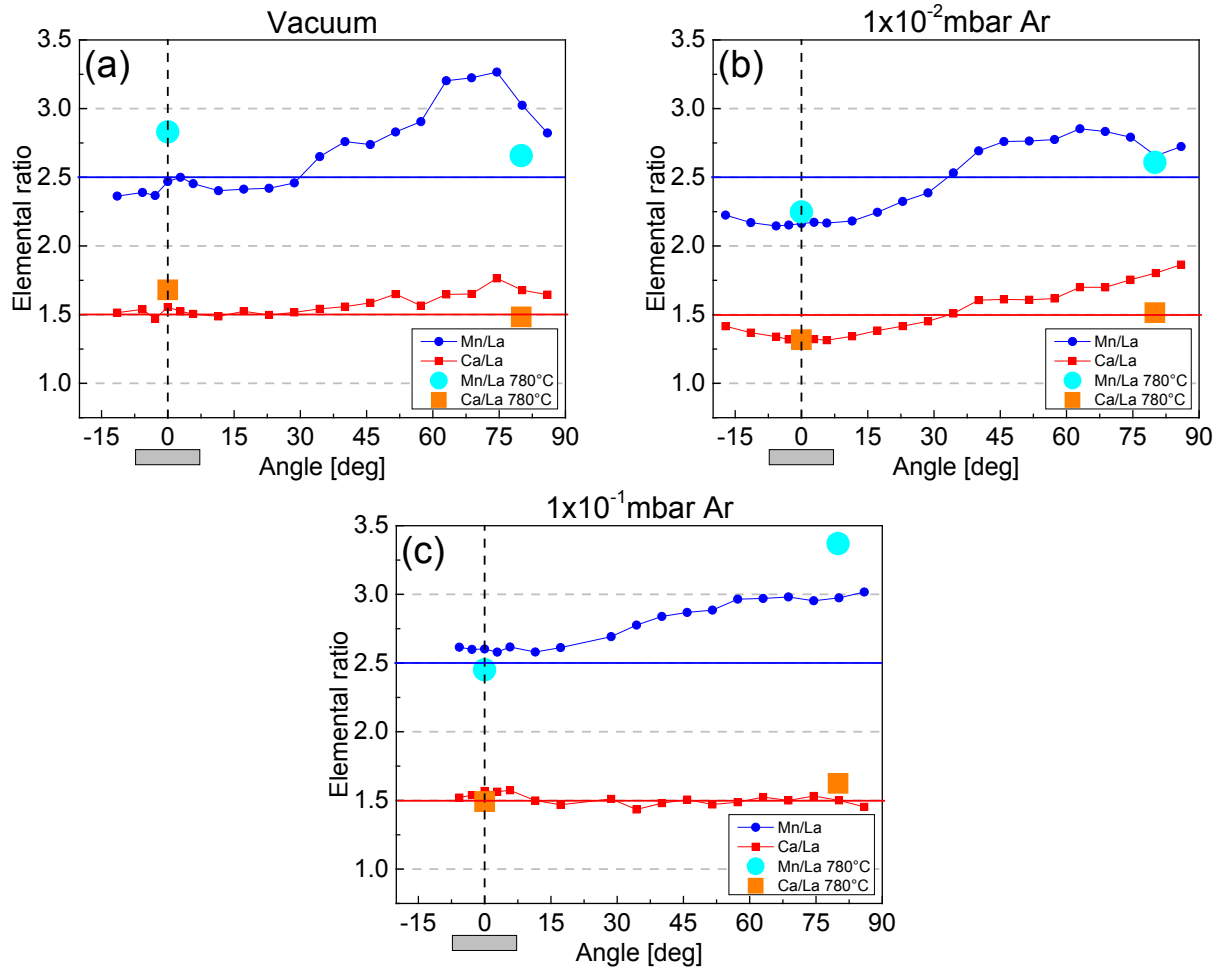 Vacuum
(a)
3.5
3.0
2.5
2.0
1.5
1.0
Elemental ratio
Mn/La
Ca/La
Mn/La 780°C
Ca/La 780°C
-15 0 15 30 45 60 75 90
Angle [deg]
1x10⁻² mbar Ar
(b)
3.5
3.0
2.5
2.0
1.5
1.0
Elemental ratio
Mn/La
Ca/La
Mn/La 780°C
Ca/La 780°C
-15 0 15 30 45 60 75 90
Angle [deg]
1x10⁻¹ mbar Ar
(c)
3.5
3.0
2.5
2.0
1.5
1.0
Elemental ratio
Mn/La
Ca/La
Mn/La 780°C
Ca/La 780°C
-15 0 15 30 45 60 75 90
Angle [deg]